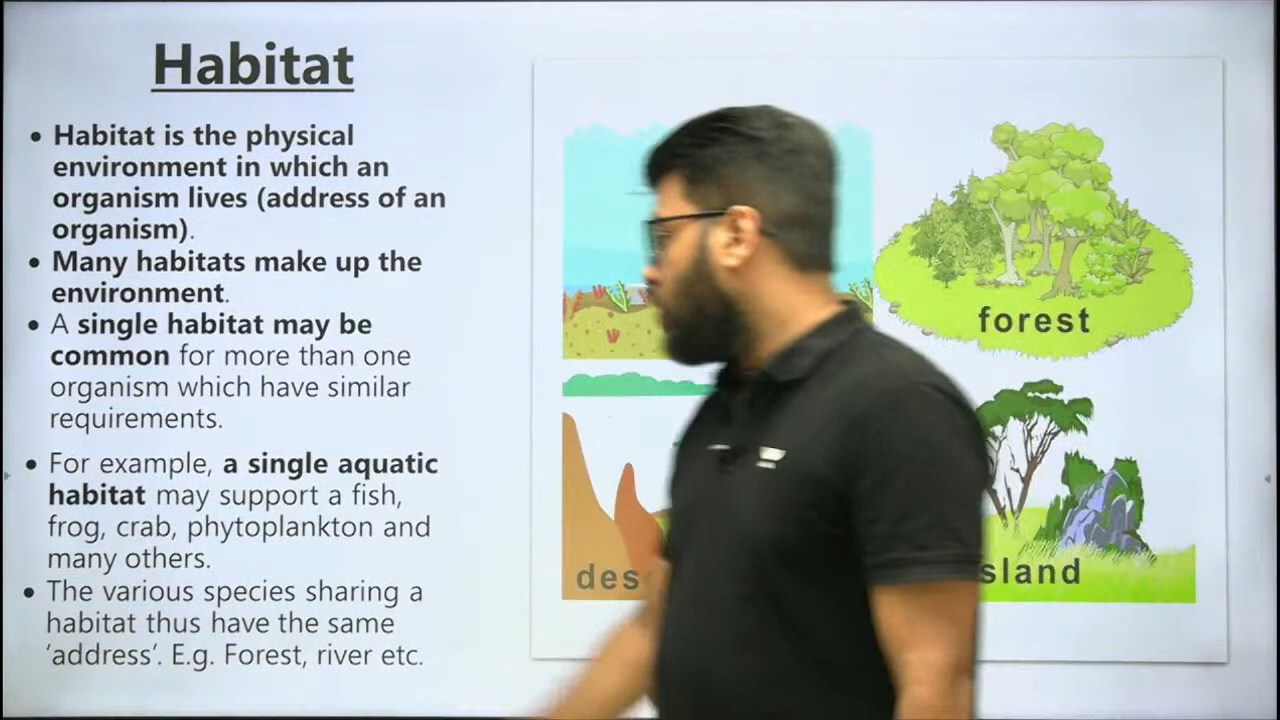 Habitat
• Habitat is the physical
environment in which an
organism lives (address of an
organism).
• Many habitats make up the
environment.
• A single habitat may be
common for more than one
organism which have similar
requirements.
• For example, a single aquatic
habitat may support a fish,
frog, crab, phytoplankton and
many others.
• The various species sharing a
habitat thus have the same
‘address’. E.g. Forest, river etc.
forest
des
sland